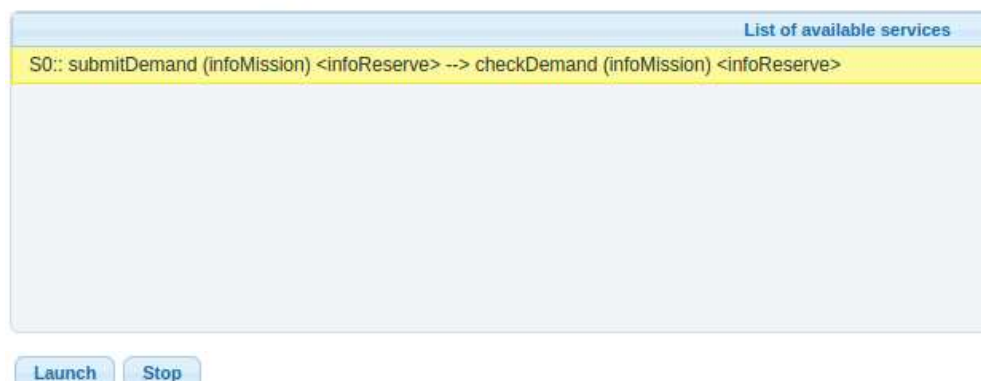 List of available services
S0:: submitDemand (infoMission) <infoReserve> --> checkDemand (infoMission) <infoReserve>
Launch Stop